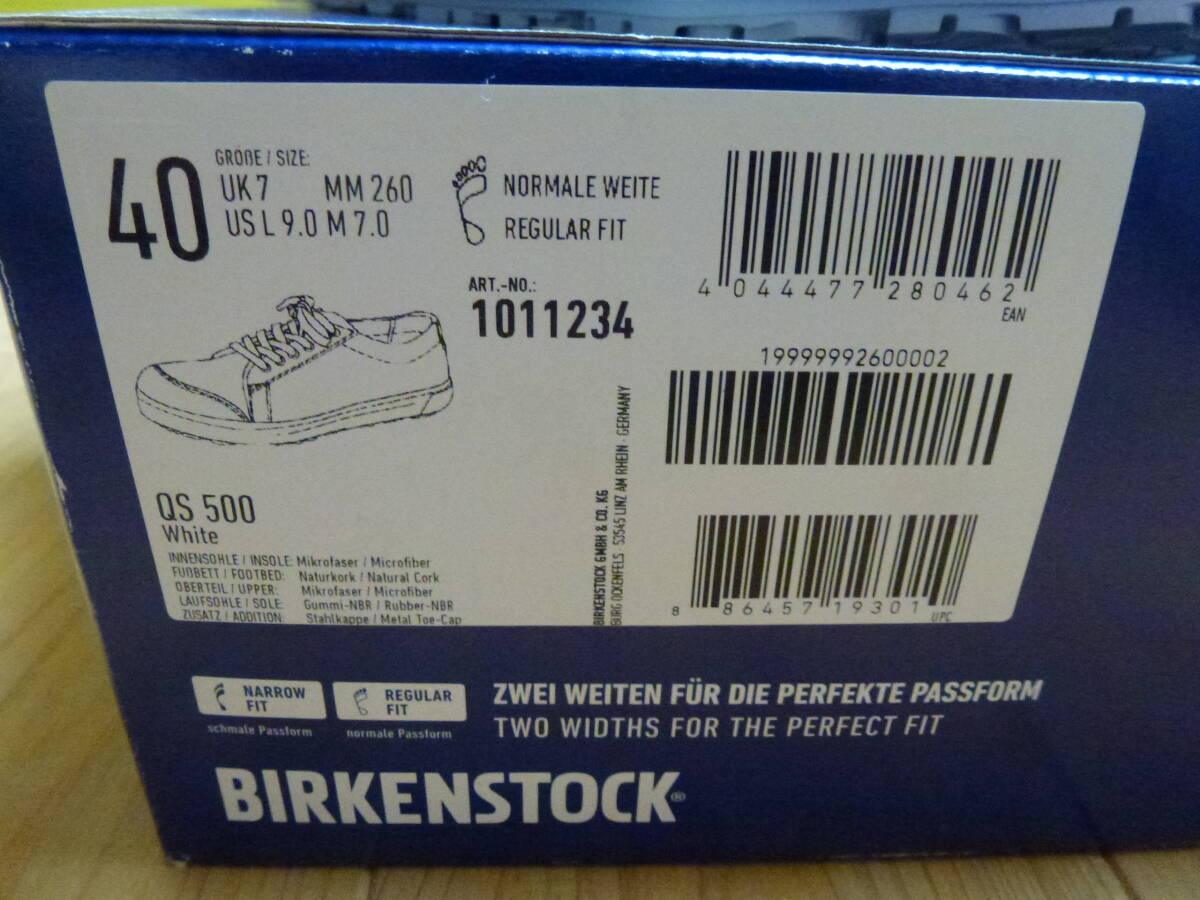 40
GRÖßE / SIZE:
UK 7 MM 260
US L 9.0 M 7.0
NORMALE WEITE
REGULAR FIT
ART.-NO.:
1011234
4 044477 280462
EAN
19999992600002
QS 500
White
INNENSOHLE / INSOLE: Mikrofaser / Microfiber
FUßBETT / FOOTBED: Naturkork / Natural Cork
OBERTEIL / UPPER: Mikrofaser / Microfiber
LAUFSOHLE / SOLE: Gummi-NBR / Rubber-NBR
ZUSATZ / ADDITION: Stahlkappe / Metal Toe-Cap
BIRKENSTOCK GMBH & CO. KG
BURG OCKENFELS · 53545 LINZ AM RHEIN · GERMANY
8 86457 19301
UPC
NARROW
FIT
schmale Passform
REGULAR
FIT
normale Passform
ZWEI WEITEN FÜR DIE PERFEKTE PASSFORM
TWO WIDTHS FOR THE PERFECT FIT
BIRKENSTOCK®